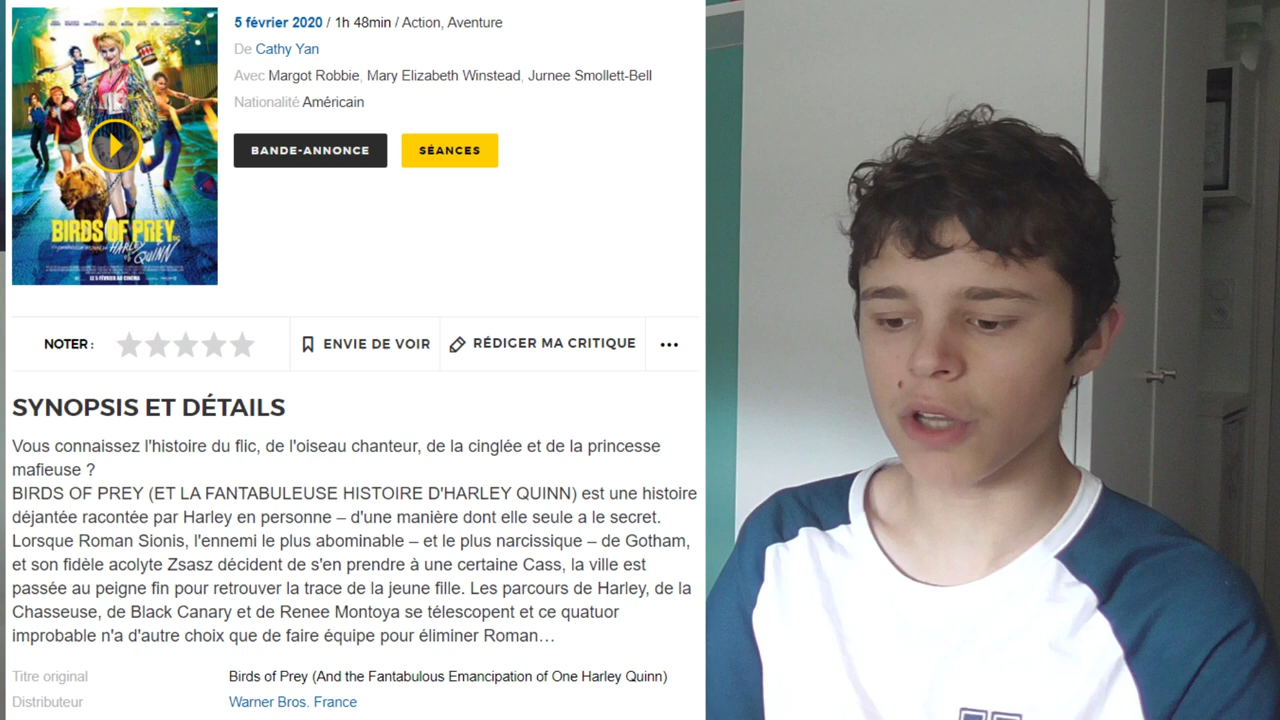 5 février 2020 / 1h 48min / Action, Aventure
De Cathy Yan
Avec Margot Robbie, Mary Elizabeth Winstead, Jurnee Smollett-Bell
Nationalité Américain
BANDE-ANNONCE
SÉANCES
BIRDS OF PREY
HARLEY
QUINN
LE 5 FÉVRIER AU CINÉMA
NOTER :
ENVIE DE VOIR
RÉDIGER MA CRITIQUE
SYNOPSIS ET DÉTAILS
Vous connaissez l'histoire du flic, de l'oiseau chanteur, de la cinglée et de la princesse
mafieuse ?
BIRDS OF PREY (ET LA FANTABULEUSE HISTOIRE D'HARLEY QUINN) est une histoire
déjantée racontée par Harley en personne – d'une manière dont elle seule a le secret.
Lorsque Roman Sionis, l'ennemi le plus abominable – et le plus narcissique – de Gotham,
et son fidèle acolyte Zsasz décident de s'en prendre à une certaine Cass, la ville est
passée au peigne fin pour retrouver la trace de la jeune fille. Les parcours de Harley, de la
Chasseuse, de Black Canary et de Renee Montoya se télescopent et ce quatuor
improbable n'a d'autre choix que de faire équipe pour éliminer Roman…
Titre original Birds of Prey (And the Fantabulous Emancipation of One Harley Quinn)
Distributeur Warner Bros. France